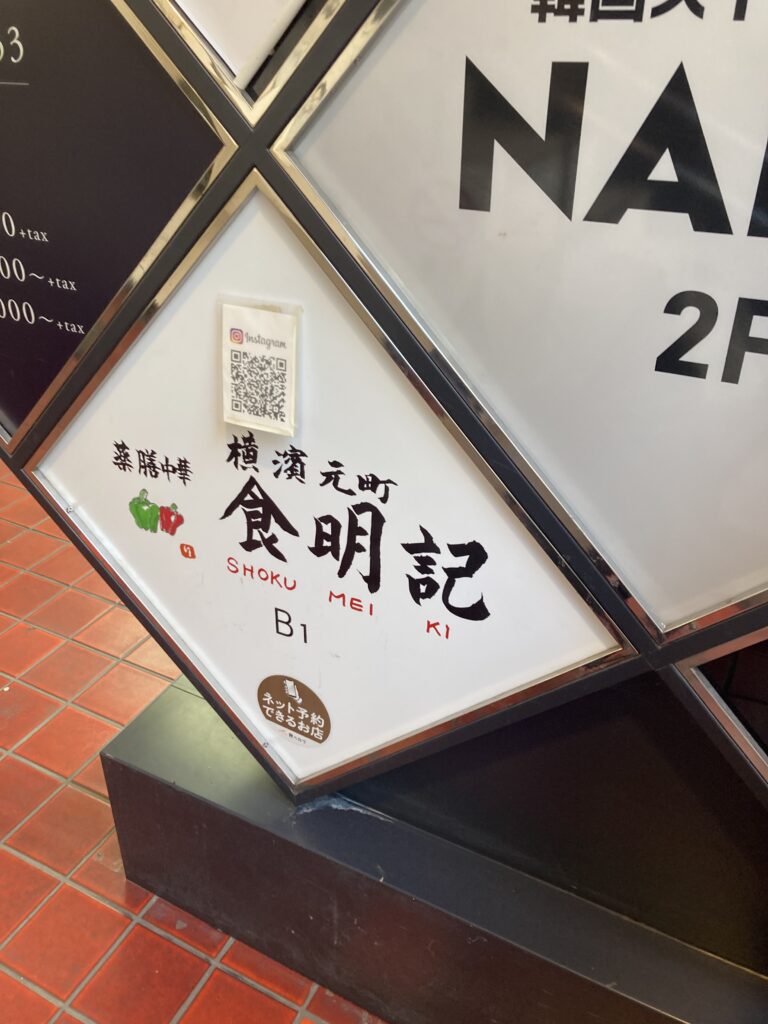 33
0+tax
00～+tax
000～+tax
NA
2F
Instagram
薬膳中華
横濱元町
食明記
SHOKU MEI KI
B1
ネット予約
できるお店